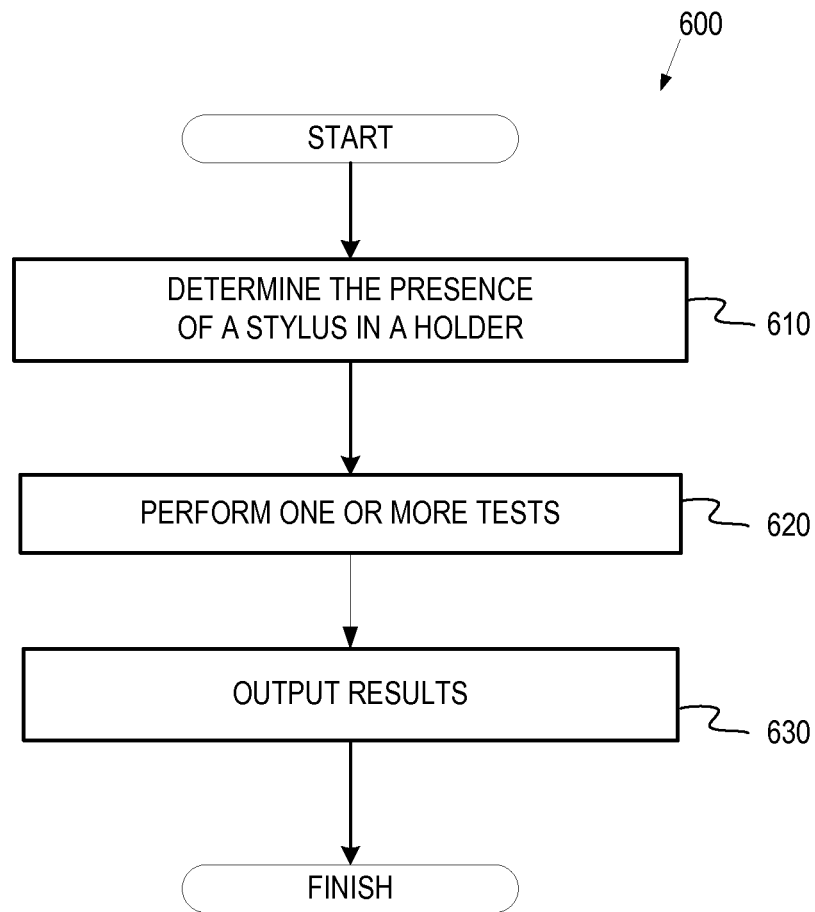 600
START
DETERMINE THE PRESENCE
OF A STYLUS IN A HOLDER
610
PERFORM ONE OR MORE TESTS
620
OUTPUT RESULTS
630
FINISH